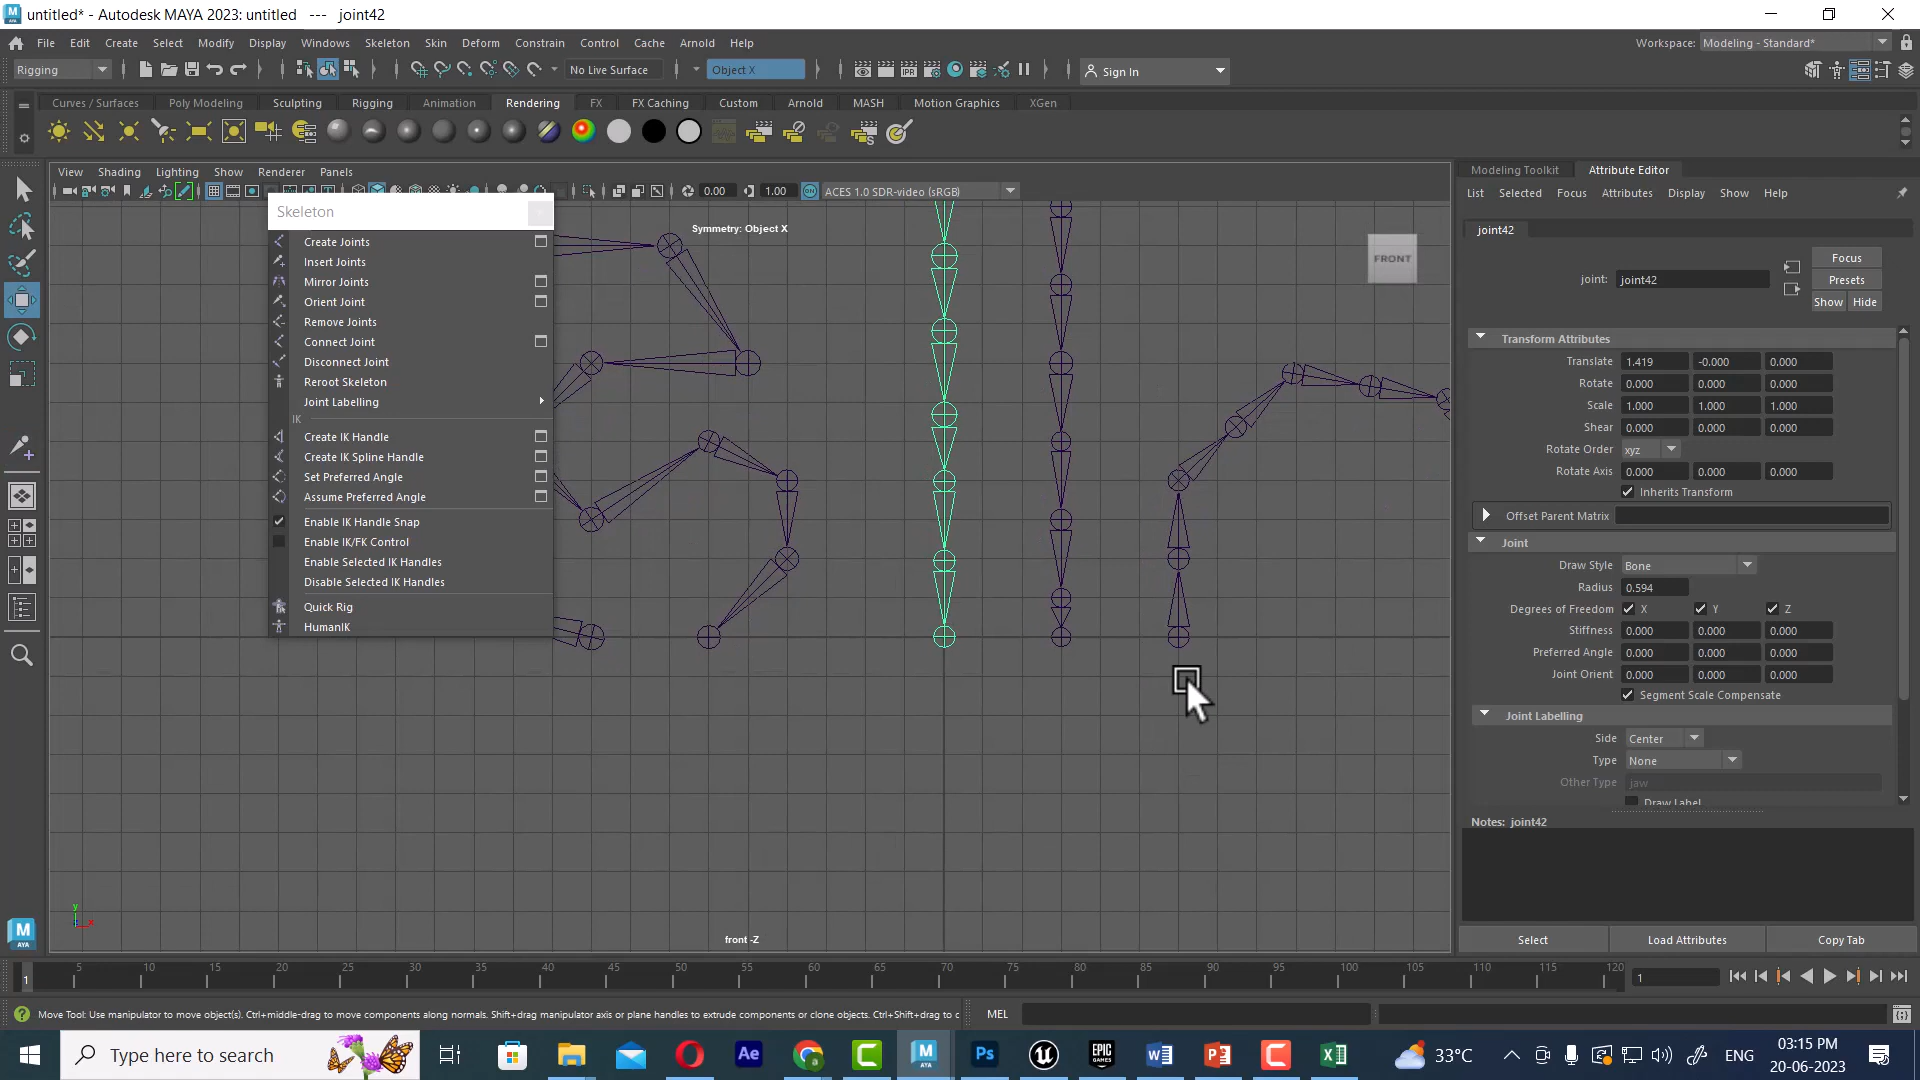 untitled* - Autodesk MAYA 2023: untitled --- joint42
File Edit Create Select Modify Display Windows Skeleton Skin Deform Constrain Control Cache Arnold Help
Workspace: Modeling - Standard*
Rigging
No Live Surface
Object X
Sign In
Curves / Surfaces Poly Modeling Sculpting Rigging Animation Rendering FX FX Caching Custom Arnold MASH Motion Graphics XGen
View Shading Lighting Show Renderer Panels
0.00 1.00 ACES 1.0 SDR-video (sRGB)
Skeleton
Create Joints
Insert Joints
Mirror Joints
Orient Joint
Remove Joints
Connect Joint
Disconnect Joint
Reroot Skeleton
Joint Labelling
IK
Create IK Handle
Create IK Spline Handle
Set Preferred Angle
Assume Preferred Angle
Enable IK Handle Snap
Enable IK/FK Control
Enable Selected IK Handles
Disable Selected IK Handles
Quick Rig
HumanIK
Symmetry: Object X
FRONT
front -Z
y
x
Modeling Toolkit Attribute Editor
List Selected Focus Attributes Display Show Help
joint42
joint: joint42
Focus
Presets
Show Hide
Transform Attributes
Translate 1.419 -0.000 0.000
Rotate 0.000 0.000 0.000
Scale 1.000 1.000 1.000
Shear 0.000 0.000 0.000
Rotate Order xyz
Rotate Axis 0.000 0.000 0.000
Inherits Transform
Offset Parent Matrix
Joint
Draw Style Bone
Radius 0.594
Degrees of Freedom X Y Z
Stiffness 0.000 0.000 0.000
Preferred Angle 0.000 0.000 0.000
Joint Orient 0.000 0.000 0.000
Segment Scale Compensate
Joint Labelling
Side Center
Type None
Other Type jaw
Draw Label
Notes: joint42
Select Load Attributes Copy Tab
1 5 10 15 20 25 30 35 40 45 50 55 60 65 70 75 80 85 90 95 100 105 110 115 120
1
Move Tool: Use manipulator to move object(s). Ctrl+middle-drag to move components along normals. Shift+drag manipulator axis or plane handles to extrude components or clone objects. Ctrl+Shift+drag to c
MEL
Type here to search
33°C
ENG
03:15 PM
20-06-2023